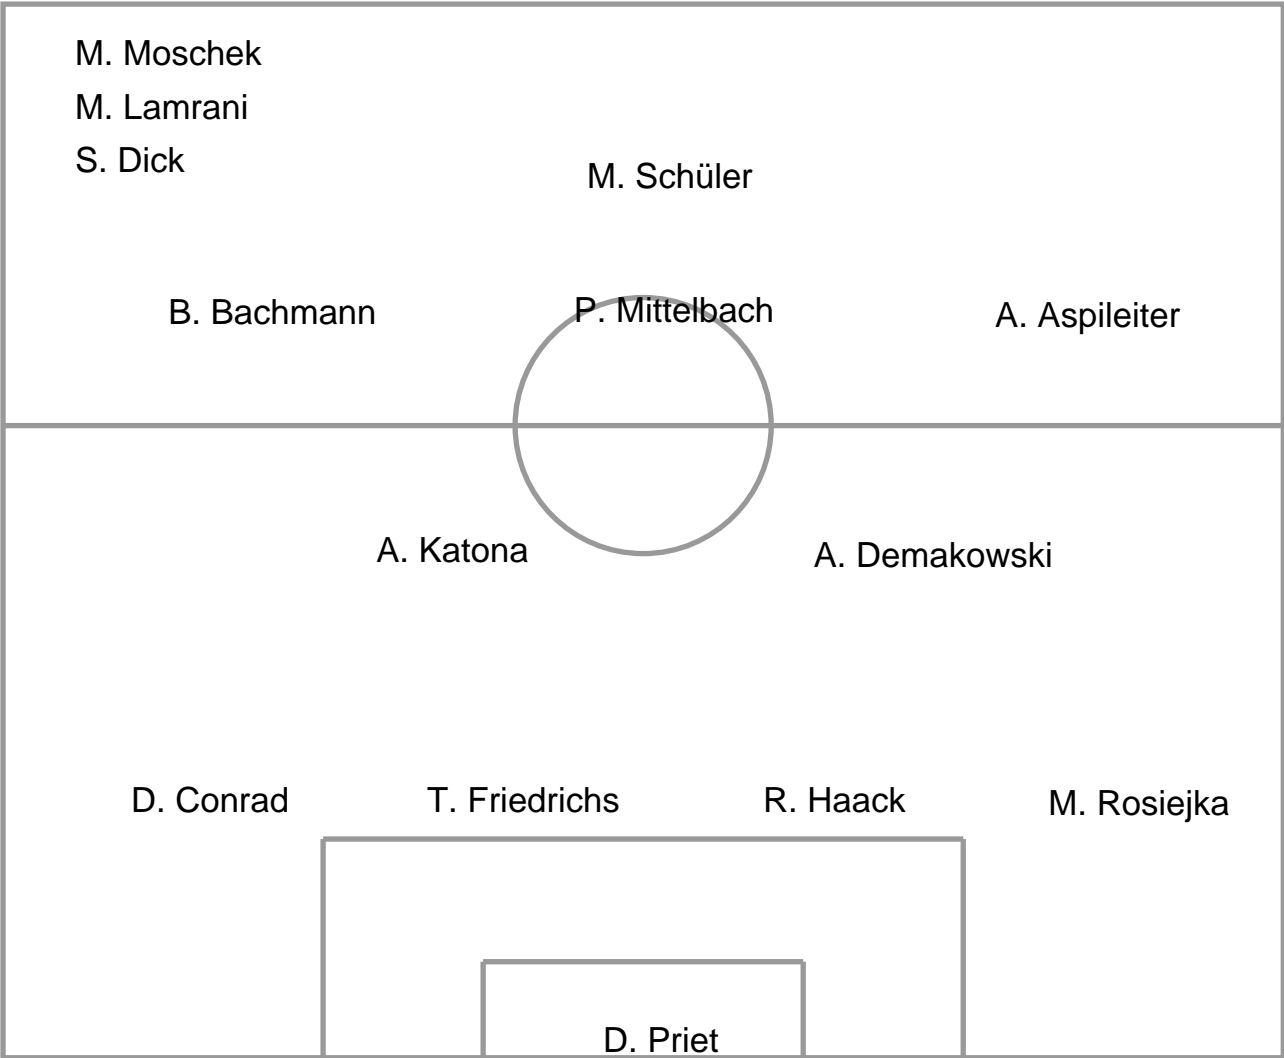 M. Moschek
M. Lamrani
S. Dick
M. Schüler
B. Bachmann
P. Mittelbach
A. Aspileiter
A. Katona
A. Demakowski
D. Conrad
T. Friedrichs
R. Haack
M. Rosiejka
D. Priet